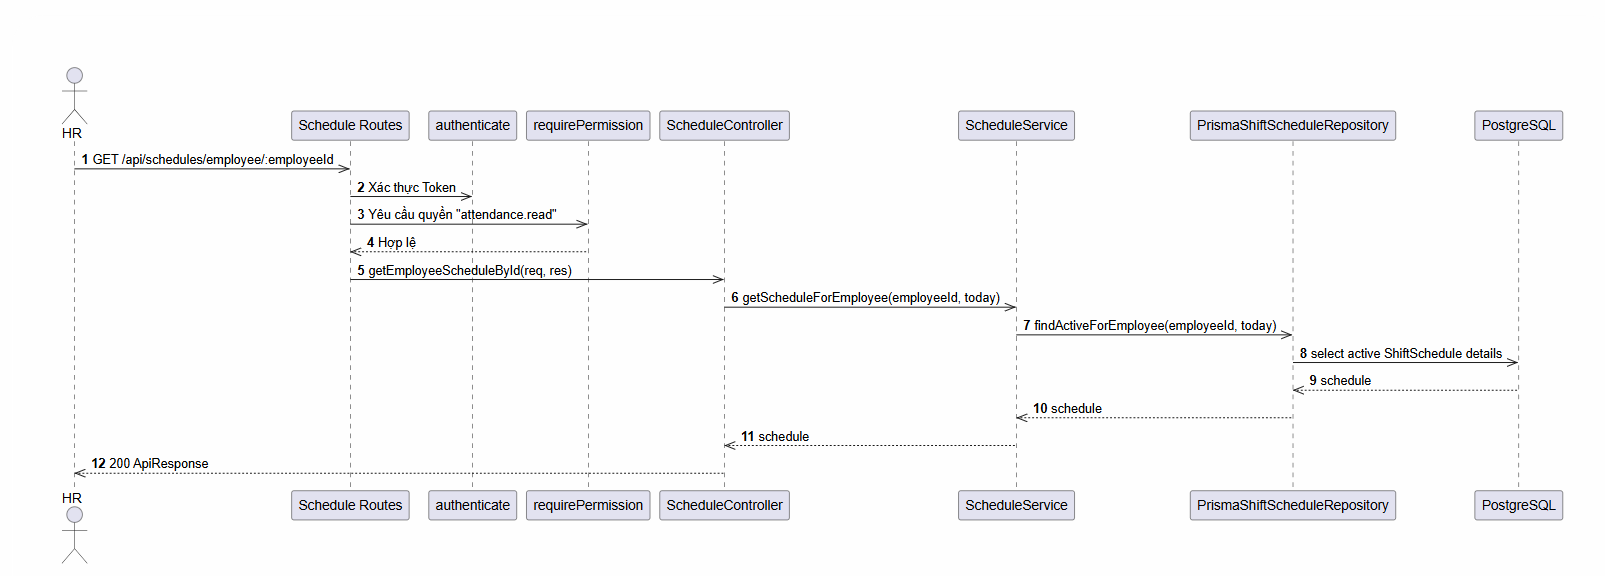 HR
Schedule Routes
authenticate
requirePermission
ScheduleController
ScheduleService
PrismaShiftScheduleRepository
PostgreSQL
1 GET /api/schedules/employee/:employeeId
2 Xác thực Token
3 Yêu cầu quyền "attendance.read"
4 Hợp lệ
5 getEmployeeScheduleById(req, res)
6 getScheduleForEmployee(employeeId, today)
7 findActiveForEmployee(employeeId, today)
8 select active ShiftSchedule details
9 schedule
10 schedule
11 schedule
12 200 ApiResponse
HR
Schedule Routes
authenticate
requirePermission
ScheduleController
ScheduleService
PrismaShiftScheduleRepository
PostgreSQL